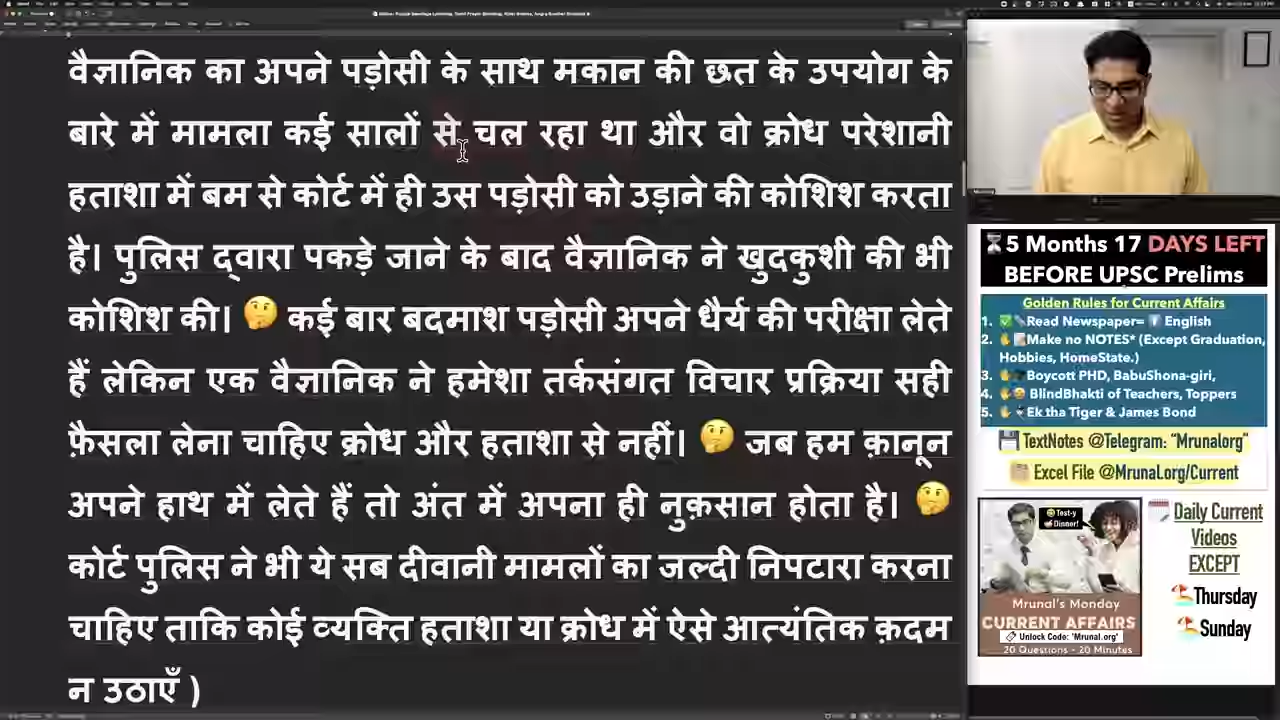 वैज्ञानिक का अपने पड़ोसी के साथ मकान की छत के उपयोग के
बारे में मामला कई सालों से चल रहा था और वो क्रोध परेशानी
हताशा में बम से कोर्ट में ही उस पड़ोसी को उड़ाने की कोशिश करता
है। पुलिस द्वारा पकड़े जाने के बाद वैज्ञानिक ने खुदकुशी की भी
कोशिश की। 🤔 कई बार बदमाश पड़ोसी अपने धैर्य की परीक्षा लेते
हैं लेकिन एक वैज्ञानिक ने हमेशा तर्कसंगत विचार प्रक्रिया सही
फ़ैसला लेना चाहिए क्रोध और हताशा से नहीं। 🤔 जब हम क़ानून
अपने हाथ में लेते हैं तो अंत में अपना ही नुक़सान होता है। 🤔
कोर्ट पुलिस ने भी ये सब दीवानी मामलों का जल्दी निपटारा करना
चाहिए ताकि कोई व्यक्ति हताशा या क्रोध में ऐसे आत्यंतिक क़दम
न उठाएँ )
⌛5 Months 17 DAYS LEFT
BEFORE UPSC Prelims
Golden Rules for Current Affairs
1. Read Newspaper= English
2. Make no NOTES* (Except Graduation,
Hobbies, HomeState.)
3. Boycott PHD, BabuShona-girl,
4. BlindBhakti of Teachers, Toppers
5. Ek tha Tiger & James Bond
TextNotes @Telegram: "Mrunalorg"
Excel File @Mrunal.org/Current
Test-y
Dinner!
Mrunal's Monday
CURRENT AFFAIRS
Unlock Code: 'Mrunal.org'
20 Questions - 20 Minutes
Daily Current
Videos
EXCEPT
Thursday
Sunday